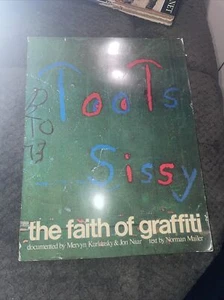 TooTs
Sissy
the faith of graffiti
documented by Mervyn Kurlansky & Jon Naar text by Norman Mailer